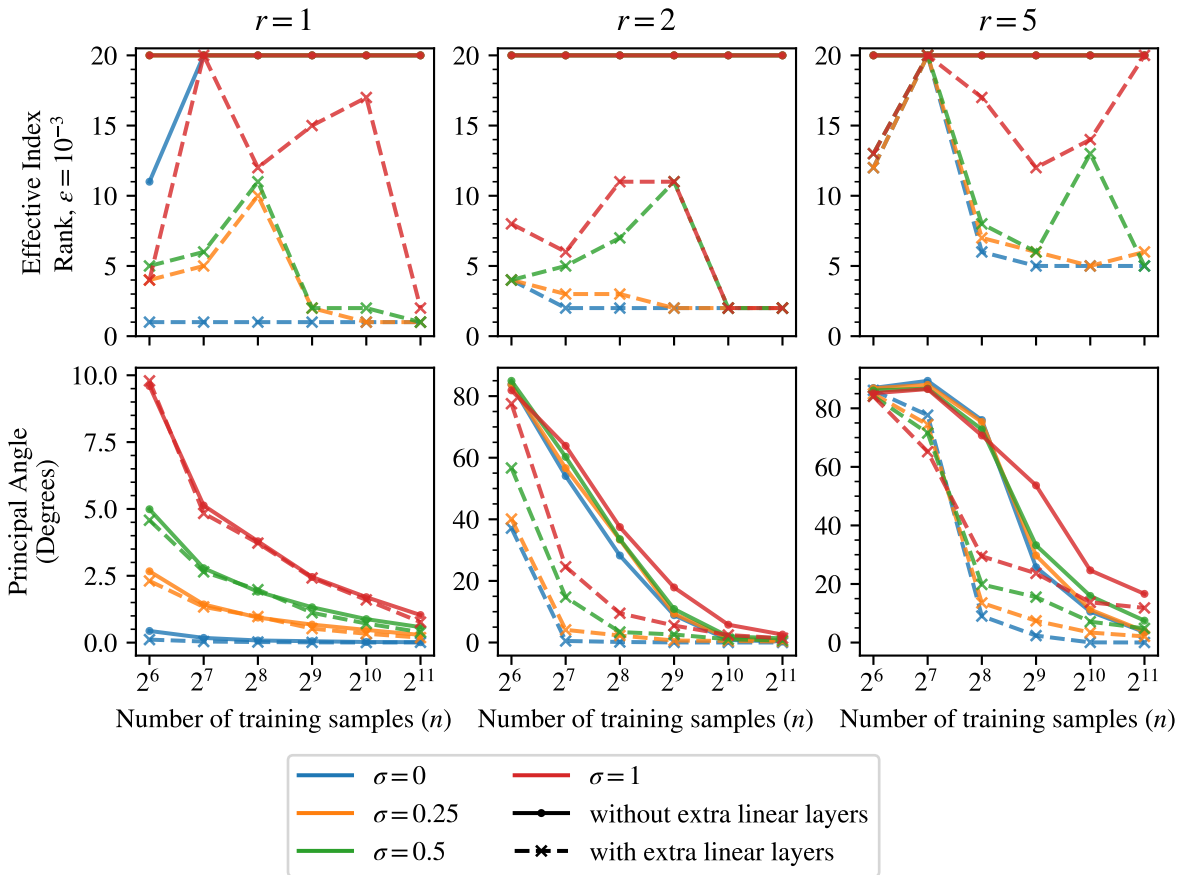 r = 1
r = 2
r = 5
Effective Index
Rank, ε = 10⁻³
20
15
10
5
0
20
15
10
5
0
20
15
10
5
0
Principal Angle
(Degrees)
10.0
7.5
5.0
2.5
0.0
80
60
40
20
0
80
60
40
20
0
2⁶ 2⁷ 2⁸ 2⁹ 2¹⁰ 2¹¹
2⁶ 2⁷ 2⁸ 2⁹ 2¹⁰ 2¹¹
2⁶ 2⁷ 2⁸ 2⁹ 2¹⁰ 2¹¹
Number of training samples (n)
Number of training samples (n)
Number of training samples (n)
σ = 0
σ = 0.25
σ = 0.5
σ = 1
without extra linear layers
with extra linear layers